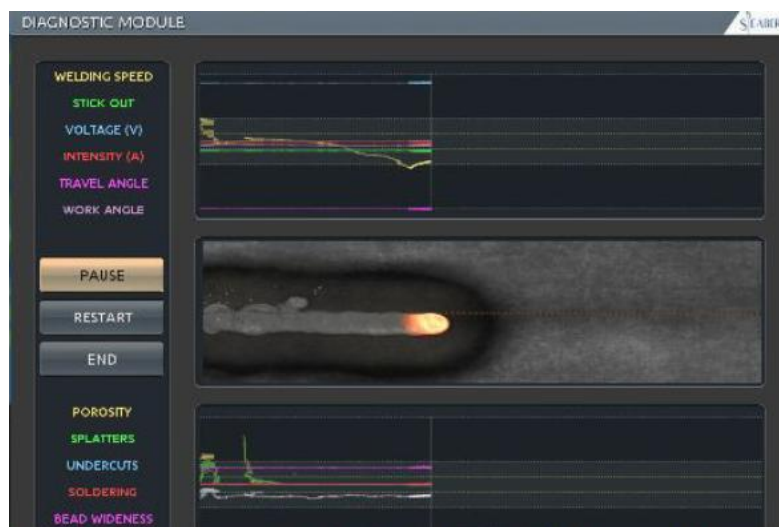 DIAGNOSTIC MODULE
WELDING SPEED
STICK OUT
VOLTAGE (V)
INTENSITY (A)
TRAVEL ANGLE
WORK ANGLE
PAUSE
RESTART
END
POROSITY
SPLATTERS
UNDERCUTS
SOLDERING
BEAD WIDENESS